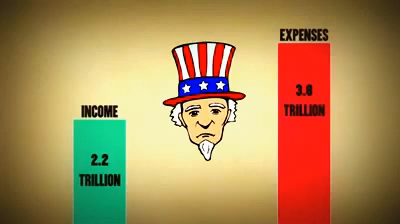 EXPENSES
3.8
TRILLION
INCOME
2.2
TRILLION